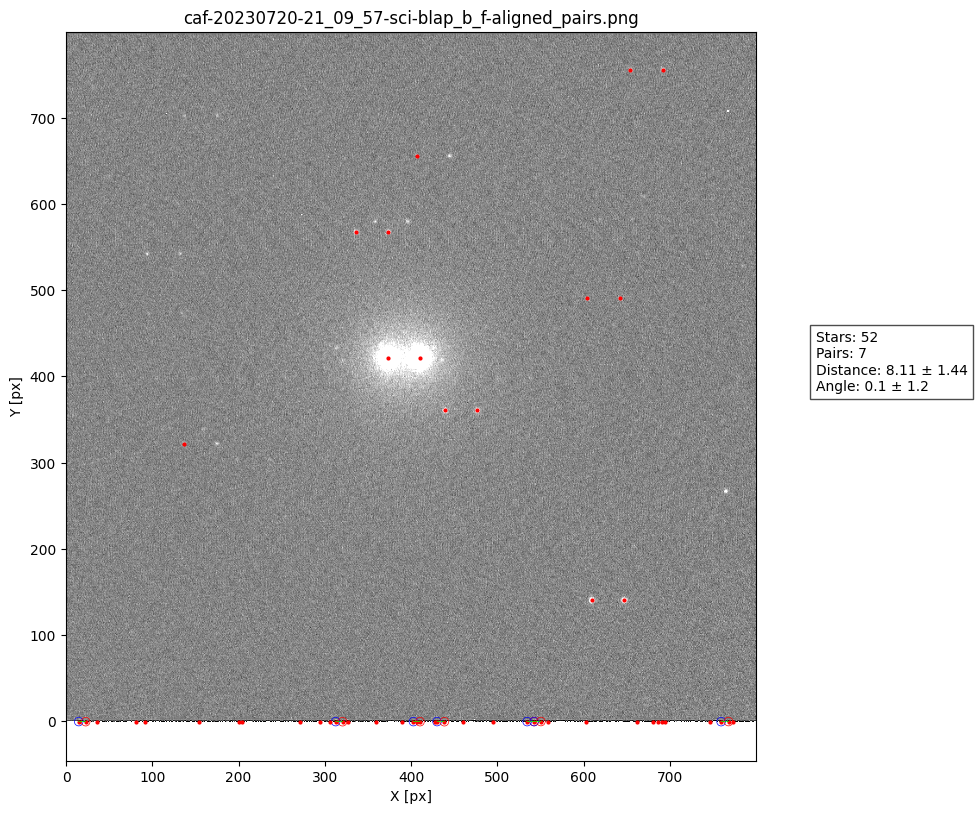 caf-20230720-21_09_57-sci-blap_b_f-aligned_pairs.png
700
600
500
400
300
200
100
0
Y [px]
Stars: 52
Pairs: 7
Distance: 8.11 ± 1.44
Angle: 0.1 ± 1.2
0 100 200 300 400 500 600 700
X [px]